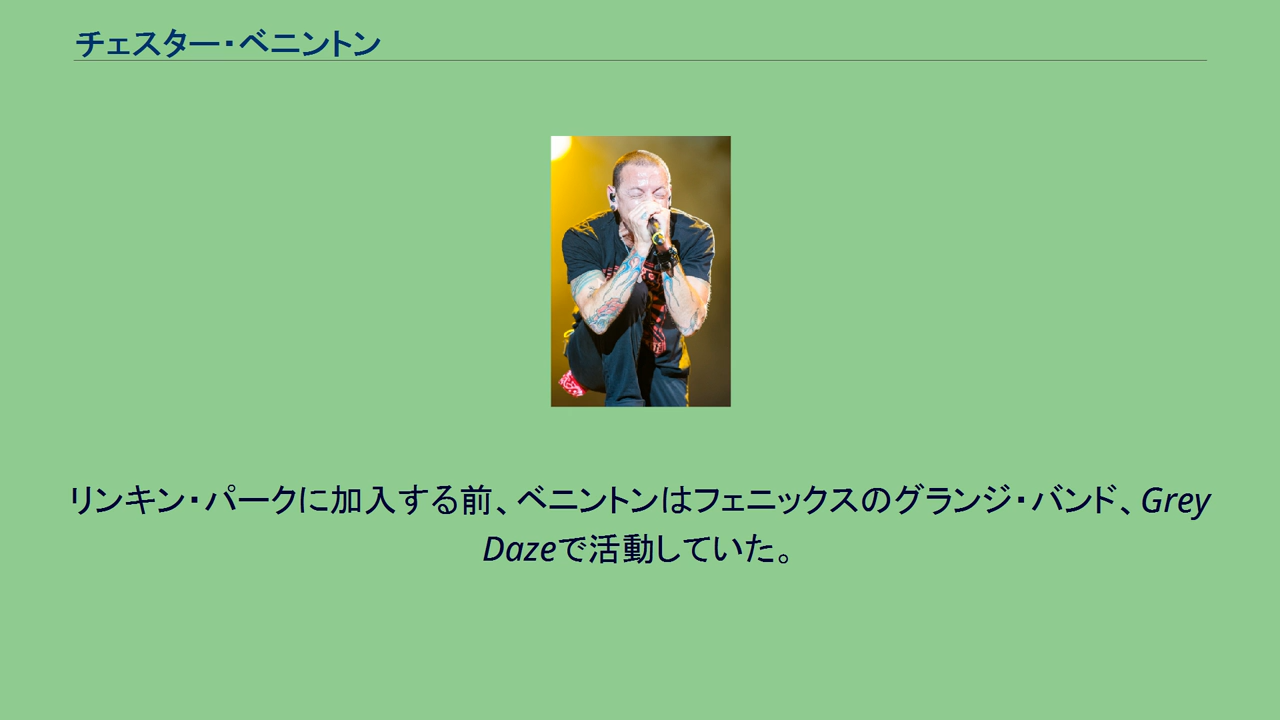 チェスター・ベニントン
リンキン・パークに加入する前、ベニントンはフェニックスのグランジ・バンド、Grey
Dazeで活動していた。